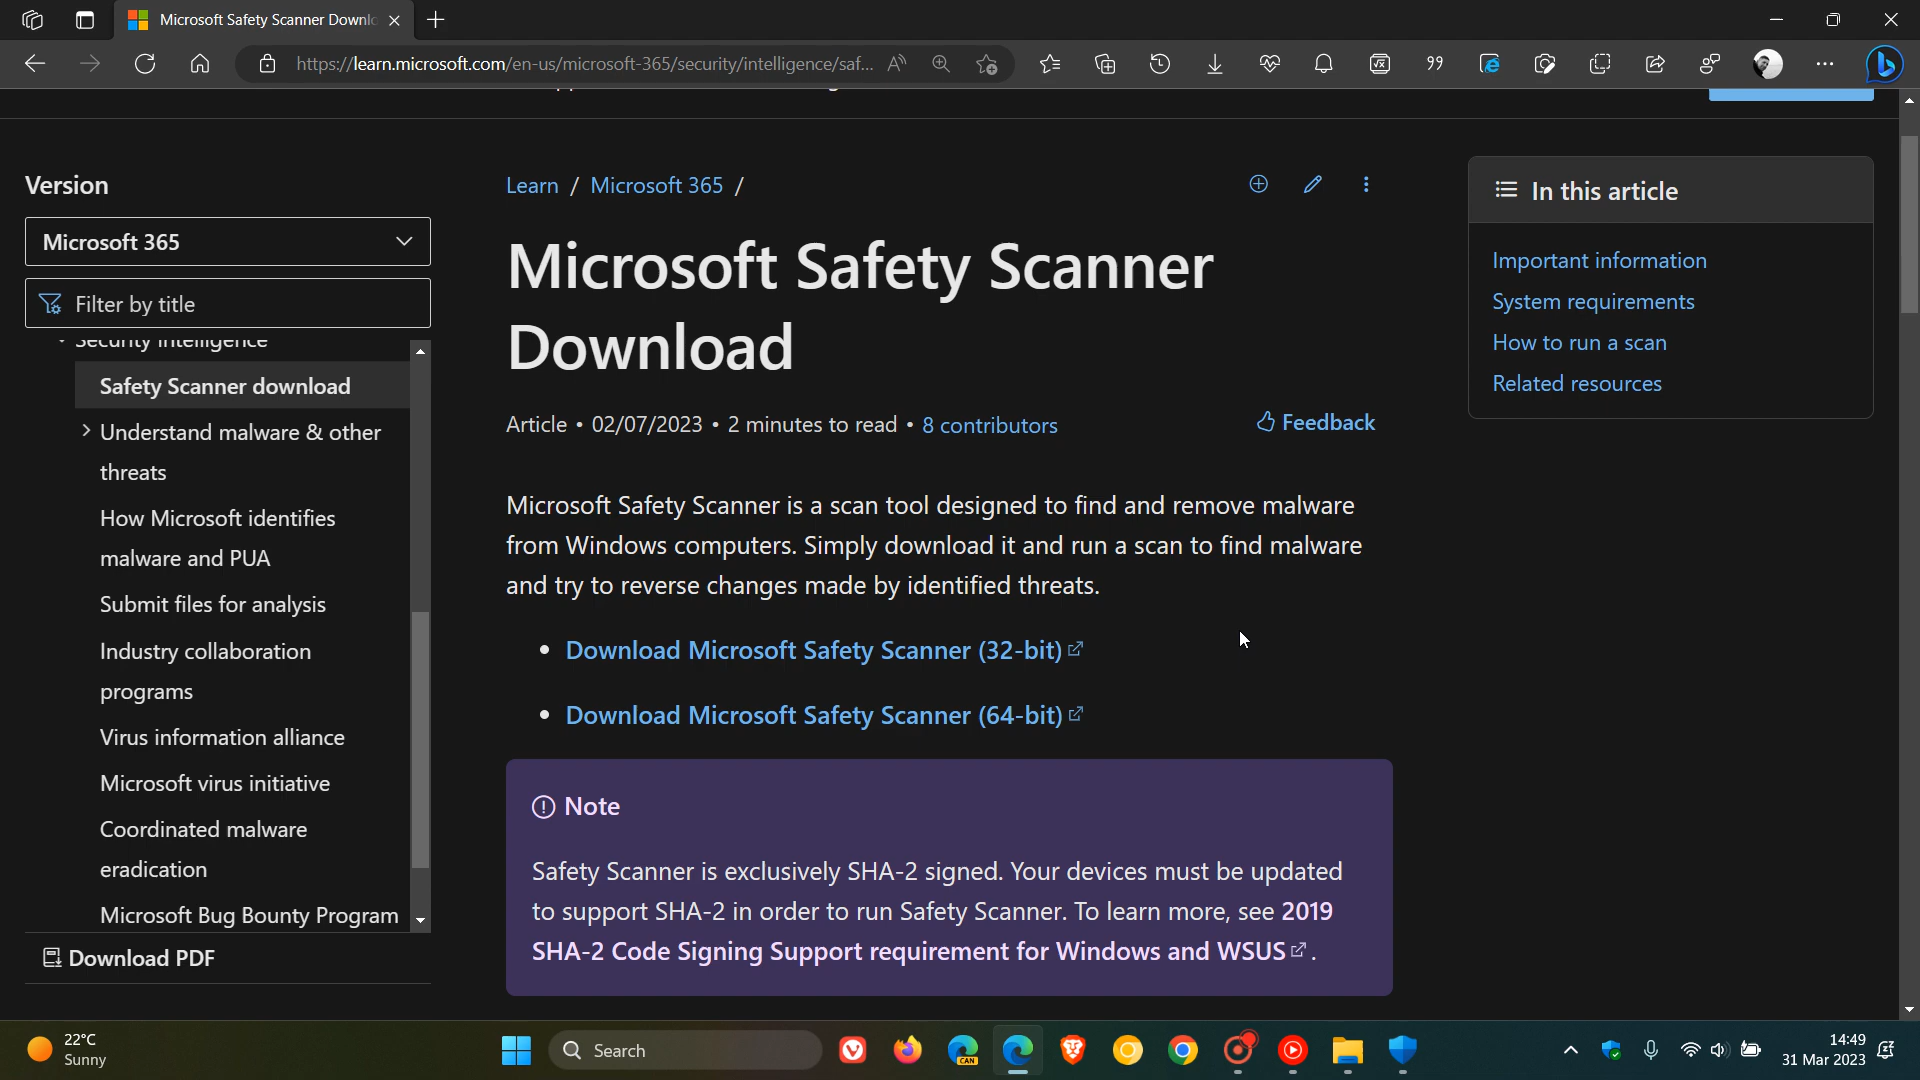 Microsoft Safety Scanner Downl
https://learn.microsoft.com/en-us/microsoft-365/security/intelligence/saf...
Version
Microsoft 365
Filter by title
Security intelligence
Safety Scanner download
Understand malware & other
threats
How Microsoft identifies
malware and PUA
Submit files for analysis
Industry collaboration
programs
Virus information alliance
Microsoft virus initiative
Coordinated malware
eradication
Microsoft Bug Bounty Program
Download PDF
Learn / Microsoft 365 /
Microsoft Safety Scanner
Download
Article • 02/07/2023 • 2 minutes to read • 8 contributors
Feedback
Microsoft Safety Scanner is a scan tool designed to find and remove malware
from Windows computers. Simply download it and run a scan to find malware
and try to reverse changes made by identified threats.
• Download Microsoft Safety Scanner (32-bit)
• Download Microsoft Safety Scanner (64-bit)
Note
Safety Scanner is exclusively SHA-2 signed. Your devices must be updated
to support SHA-2 in order to run Safety Scanner. To learn more, see 2019
SHA-2 Code Signing Support requirement for Windows and WSUS .
In this article
Important information
System requirements
How to run a scan
Related resources
22°C
Sunny
Search
CAN
14:49
31 Mar 2023